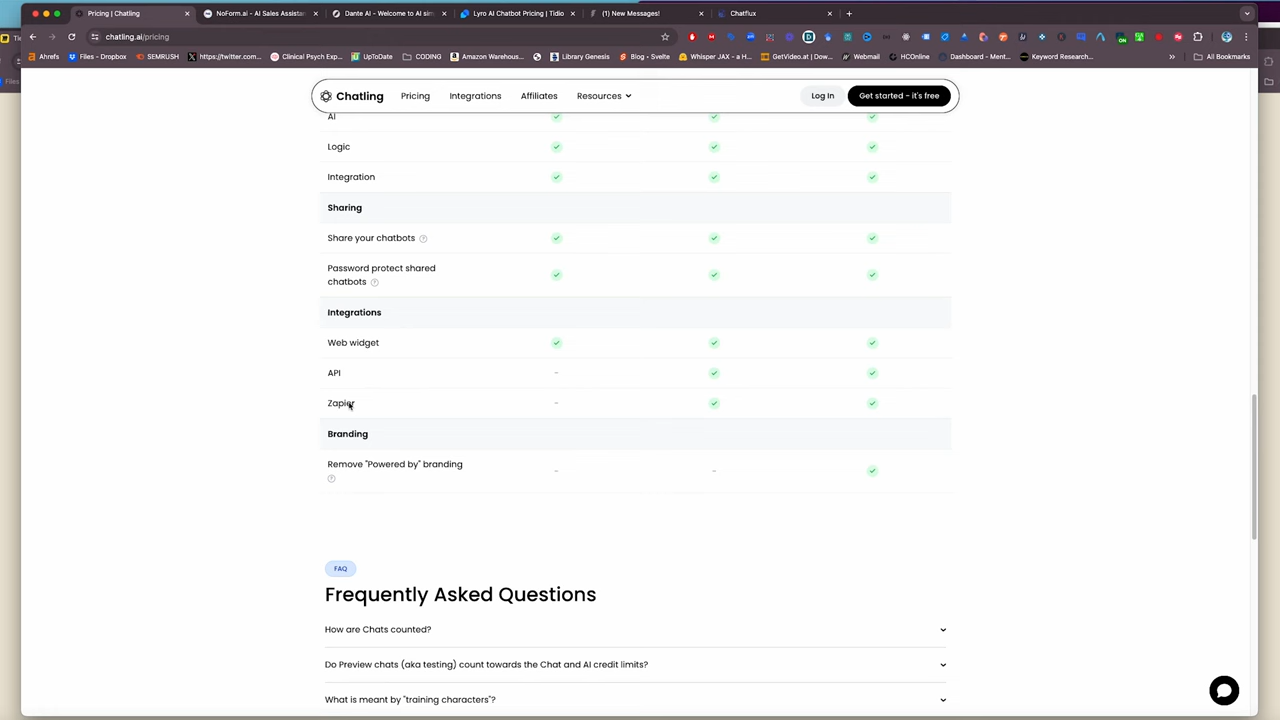 Pricing | Chatling
NoForm.ai - AI Sales Assistan
Dante AI - Welcome to AI sim
Lyro AI Chatbot Pricing | Tidio
(1) New Messages!
Chatflux
chatling.ai/pricing
Ahrefs
Files - Dropbox
SEMRUSH
https://twitter.com...
Clinical Psych Exp...
UpToDate
CODING
Amazon Warehous...
Library Genesis
Blog • Svelte
Whisper JAX - a H...
GetVideo.at | Dow...
Webmail
HCOnline
Dashboard - Ment...
Keyword Research...
All Bookmarks
Chatling
Pricing
Integrations
Affiliates
Resources
Log In
Get started - it's free
AI
Logic
Integration
Sharing
Share your chatbots
Password protect shared
chatbots
Integrations
Web widget
API
-
Zapier
-
Branding
Remove "Powered by" branding
-
-
FAQ
Frequently Asked Questions
How are Chats counted?
Do Preview chats (aka testing) count towards the Chat and AI credit limits?
What is meant by "training characters"?